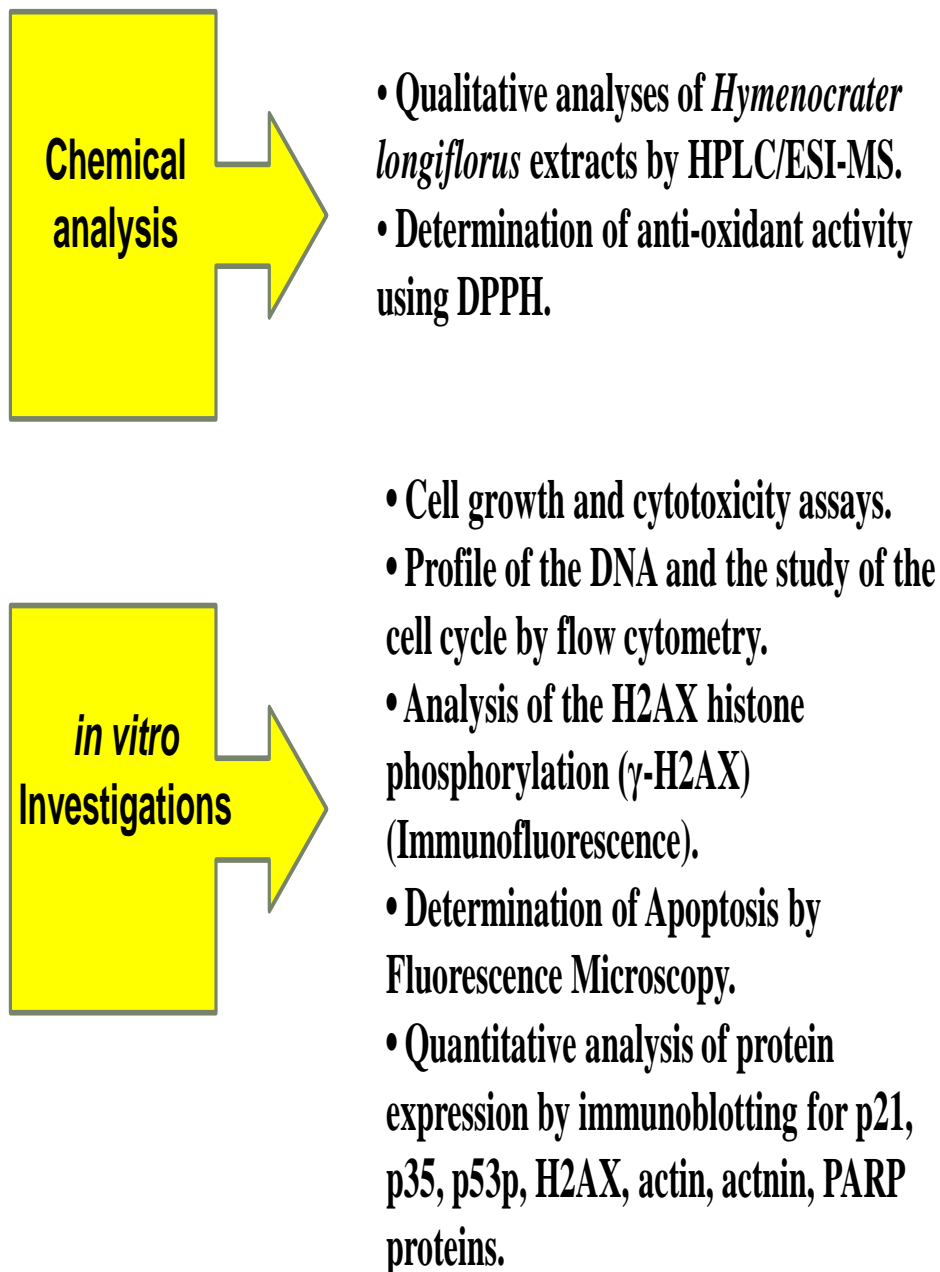 Chemical
analysis
• Qualitative analyses of Hymenocrater
longiflorus extracts by HPLC/ESI-MS.
• Determination of anti-oxidant activity
using DPPH.
in vitro
Investigations
• Cell growth and cytotoxicity assays.
• Profile of the DNA and the study of the
cell cycle by flow cytometry.
• Analysis of the H2AX histone
phosphorylation (γ-H2AX)
(Immunofluorescence).
• Determination of Apoptosis by
Fluorescence Microscopy.
• Quantitative analysis of protein
expression by immunoblotting for p21,
p35, p53p, H2AX, actin, actnin, PARP
proteins.